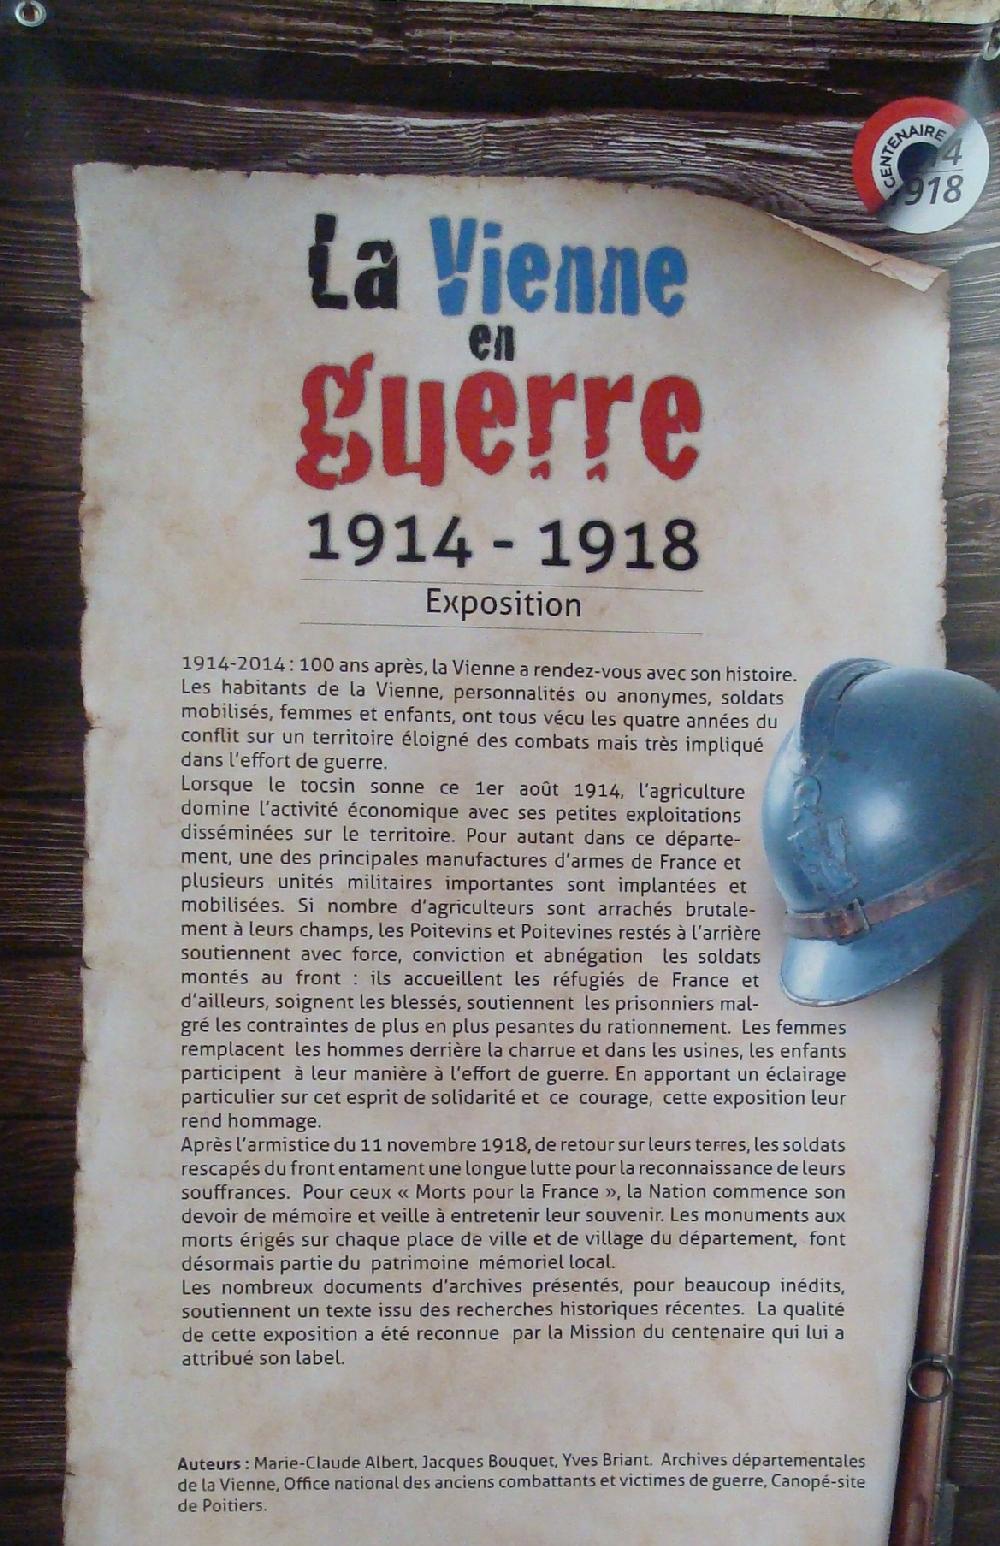 CENTENAIRE
14
1918
La Vienne
en
guerre
1914 - 1918
Exposition
1914-2014 : 100 ans après, la Vienne a rendez-vous avec son histoire.
Les habitants de la Vienne, personnalités ou anonymes, soldats
mobilisés, femmes et enfants, ont tous vécu les quatre années du
conflit sur un territoire éloigné des combats mais très impliqué
dans l'effort de guerre.
Lorsque le tocsin sonne ce 1er août 1914, l'agriculture
domine l'activité économique avec ses petites exploitations
disséminées sur le territoire. Pour autant dans ce départe-
ment, une des principales manufactures d'armes de France et
plusieurs unités militaires importantes sont implantées et
mobilisées. Si nombre d'agriculteurs sont arrachés brutale-
ment à leurs champs, les Poitevins et Poitevines restés à l'arrière
soutiennent avec force, conviction et abnégation les soldats
montés au front : ils accueillent les réfugiés de France et
d'ailleurs, soignent les blessés, soutiennent les prisonniers mal-
gré les contraintes de plus en plus pesantes du rationnement. Les femmes
remplacent les hommes derrière la charrue et dans les usines, les enfants
participent à leur manière à l'effort de guerre. En apportant un éclairage
particulier sur cet esprit de solidarité et ce courage, cette exposition leur
rend hommage.
Après l'armistice du 11 novembre 1918, de retour sur leurs terres, les soldats
rescapés du front entament une longue lutte pour la reconnaissance de leurs
souffrances. Pour ceux « Morts pour la France », la Nation commence son
devoir de mémoire et veille à entretenir leur souvenir. Les monuments aux
morts érigés sur chaque place de ville et de village du département, font
désormais partie du patrimoine mémoriel local.
Les nombreux documents d'archives présentés, pour beaucoup inédits,
soutiennent un texte issu des recherches historiques récentes. La qualité
de cette exposition a été reconnue par la Mission du centenaire qui lui a
attribué son label.
Auteurs : Marie-Claude Albert, Jacques Bouquet, Yves Briant. Archives départementales
de la Vienne, Office national des anciens combattants et victimes de guerre, Canopé-site
de Poitiers.